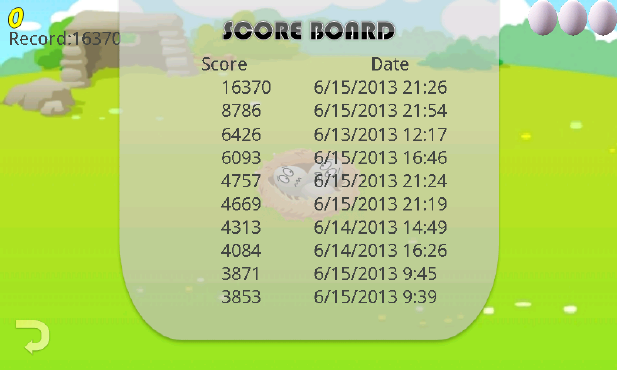 0
Record:16370
SCORE BOARD
Score Date
16370 6/15/2013 21:26
8786 6/15/2013 21:54
6426 6/13/2013 12:17
6093 6/15/2013 16:46
4757 6/15/2013 21:24
4669 6/15/2013 21:19
4313 6/14/2013 14:49
4084 6/14/2013 16:26
3871 6/15/2013 9:45
3853 6/15/2013 9:39